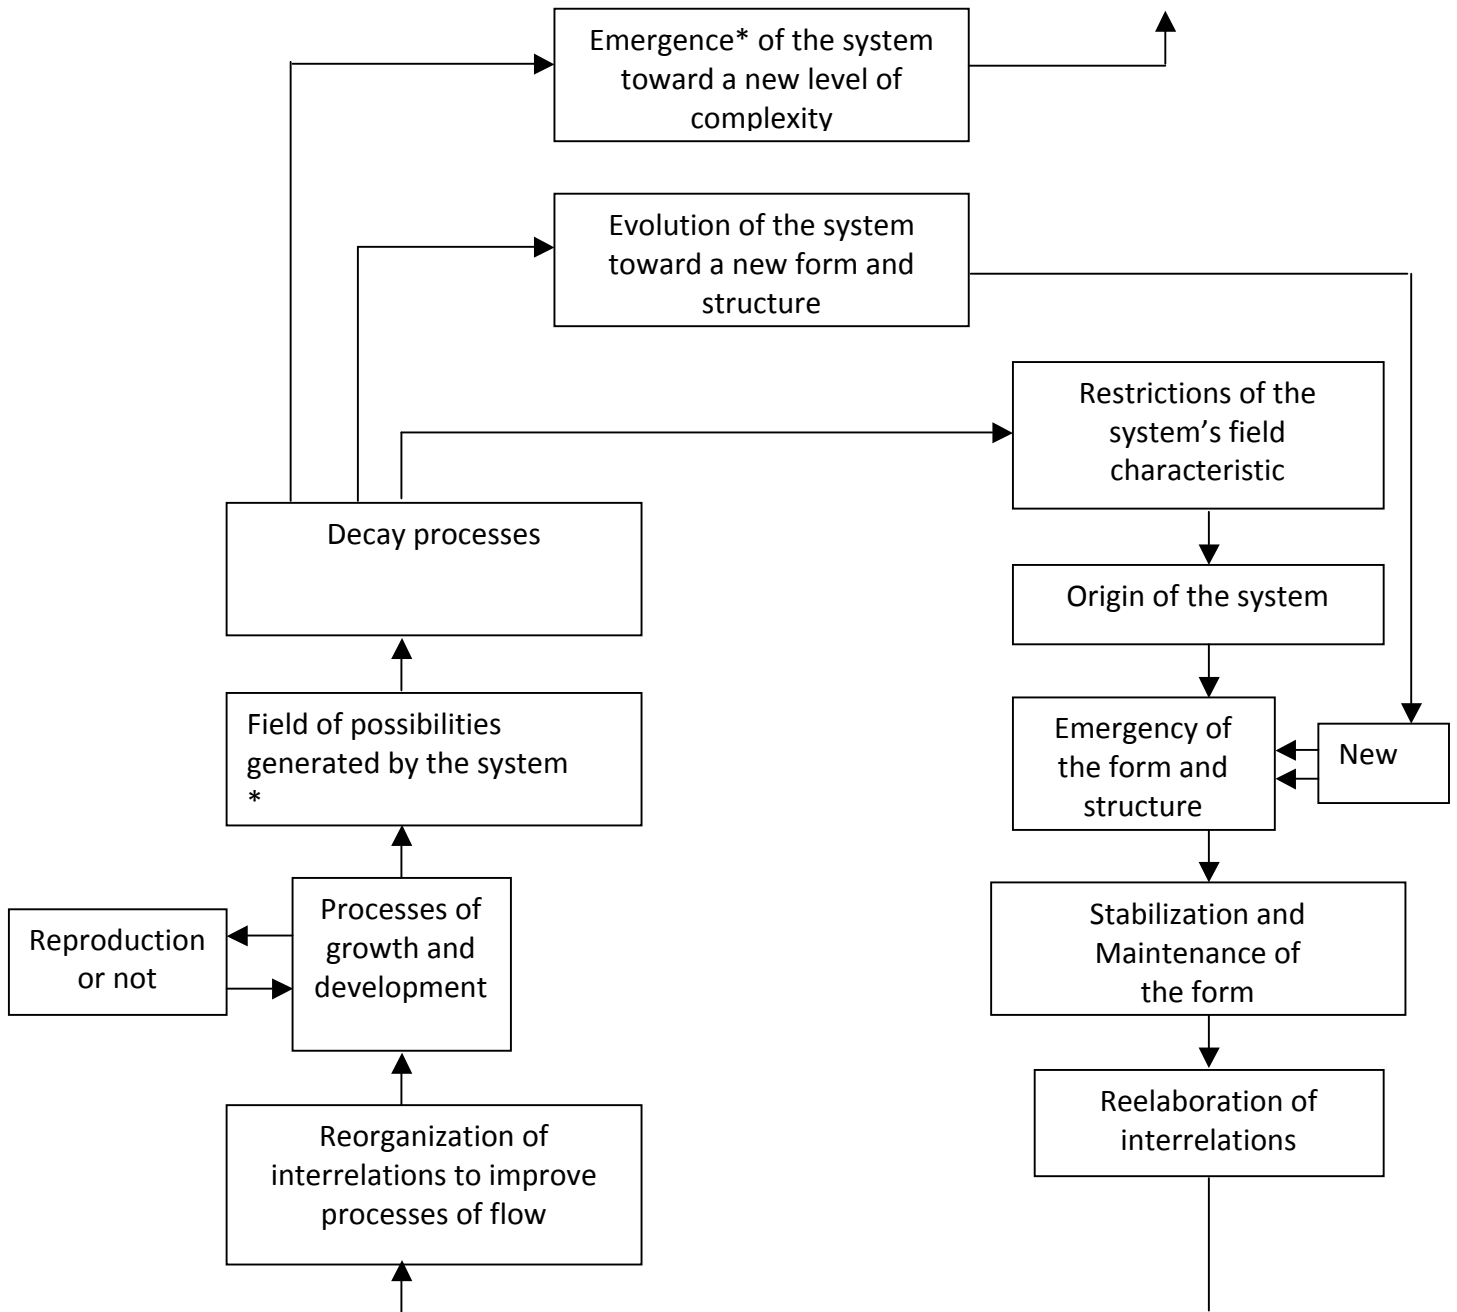 Emergence* of the system
toward a new level of
complexity
Evolution of the system
toward a new form and
structure
Restrictions of the
system’s field
characteristic
Decay processes
Origin of the system
Field of possibilities
generated by the system
*
Emergency of
the form and
structure
New
Processes of
growth and
development
Reproduction
or not
Stabilization and
Maintenance of
the form
Reorganization of
interrelations to improve
processes of flow
Reelaboration of
interrelations